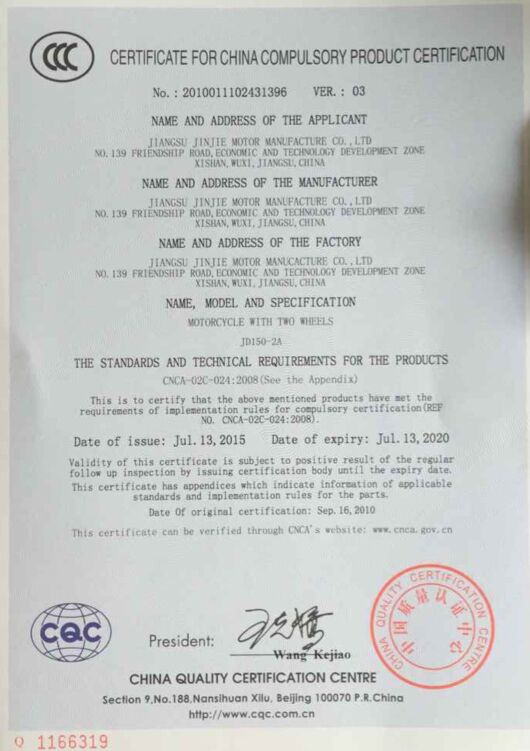 CCC
CERTIFICATE FOR CHINA COMPULSORY PRODUCT CERTIFICATION
No. : 2010011102431396 VER. : 03
NAME AND ADDRESS OF THE APPLICANT
JIANGSU JINJIE MOTOR MANUFACTURE CO., LTD
NO. 139 FRIENDSHIP ROAD, ECONOMIC AND TECHNOLOGY DEVELOPMENT ZONE
XISHAN, WUXI, JIANGSU, CHINA
NAME AND ADDRESS OF THE MANUFACTURER
JIANGSU JINJIE MOTOR MANUFACTURE CO., LTD
NO. 139 FRIENDSHIP ROAD, ECONOMIC AND TECHNOLOGY DEVELOPMENT ZONE
XISHAN, WUXI, JIANGSU, CHINA
NAME AND ADDRESS OF THE FACTORY
JIANGSU JINJIE MOTOR MANUCACTURE CO., LTD
NO. 139 FRIENDSHIP ROAD, ECONOMIC AND TECHNOLOGY DEVELOPMENT ZONE
XISHAN, WUXI, JIANGSU, CHINA
NAME, MODEL AND SPECIFICATION
MOTORCYCLE WITH TWO WHEELS
JD150-2A
THE STANDARDS AND TECHNICAL REQUIREMENTS FOR THE PRODUCTS
CNCA-02C-024:2008(See the Appendix)
This is to certify that the above mentioned products have met the
requirements of implementation rules for compulsory certification(REF
NO. CNCA-02C-024:2008).
Date of issue: Jul. 13, 2015 Date of expiry: Jul. 13, 2020
Validity of this certificate is subject to positive result of the regular
follow up inspection by issuing certification body until the expiry date.
This certificate has appendices which indicate information of applicable
standards and implementation rules for the parts.
Date Of original certification: Sep. 16, 2010
This certificate can be verified through CNCA's website: www.cnca.gov.cn
CQC
President:
Wang Kejiao
CHINA QUALITY CERTIFICATION CENTRE
中国质量认证中心
CHINA QUALITY CERTIFICATION CENTRE
Section 9,No.188,Nansihuan Xilu, Beijing 100070 P.R.China
http://www.cqc.com.cn
Q 1166319